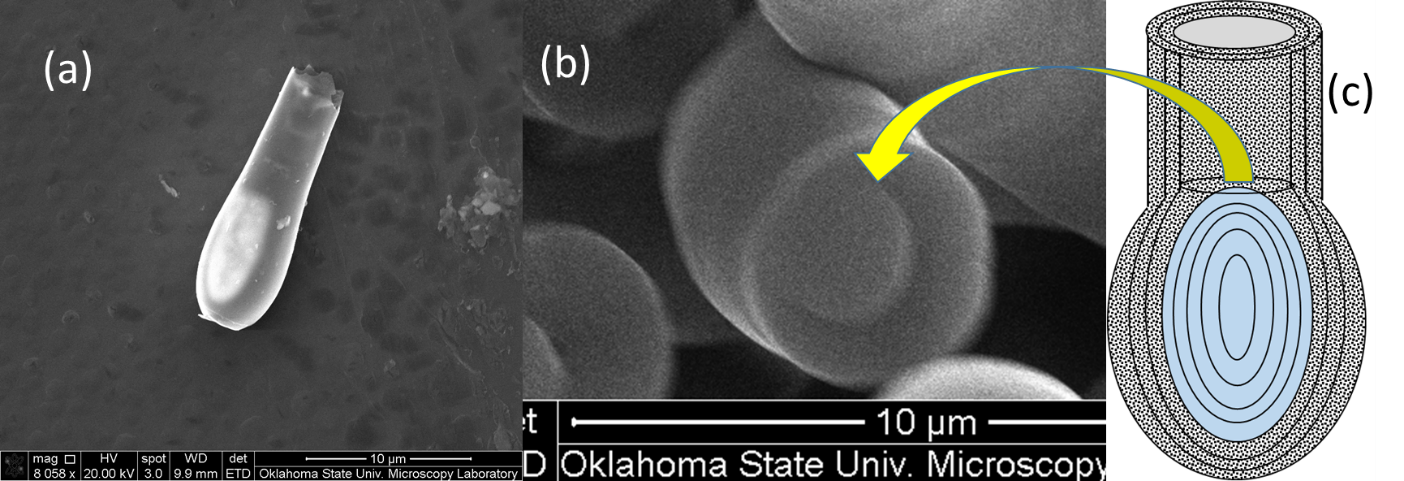 (a)
(b)
(c)
mag HV spot WD det
8 058 x 20.00 kV 3.0 9.9 mm ETD
10 µm
Oklahoma State Univ. Microscopy Laboratory
et
10 µm
D Oklahoma State Univ. Microscopy